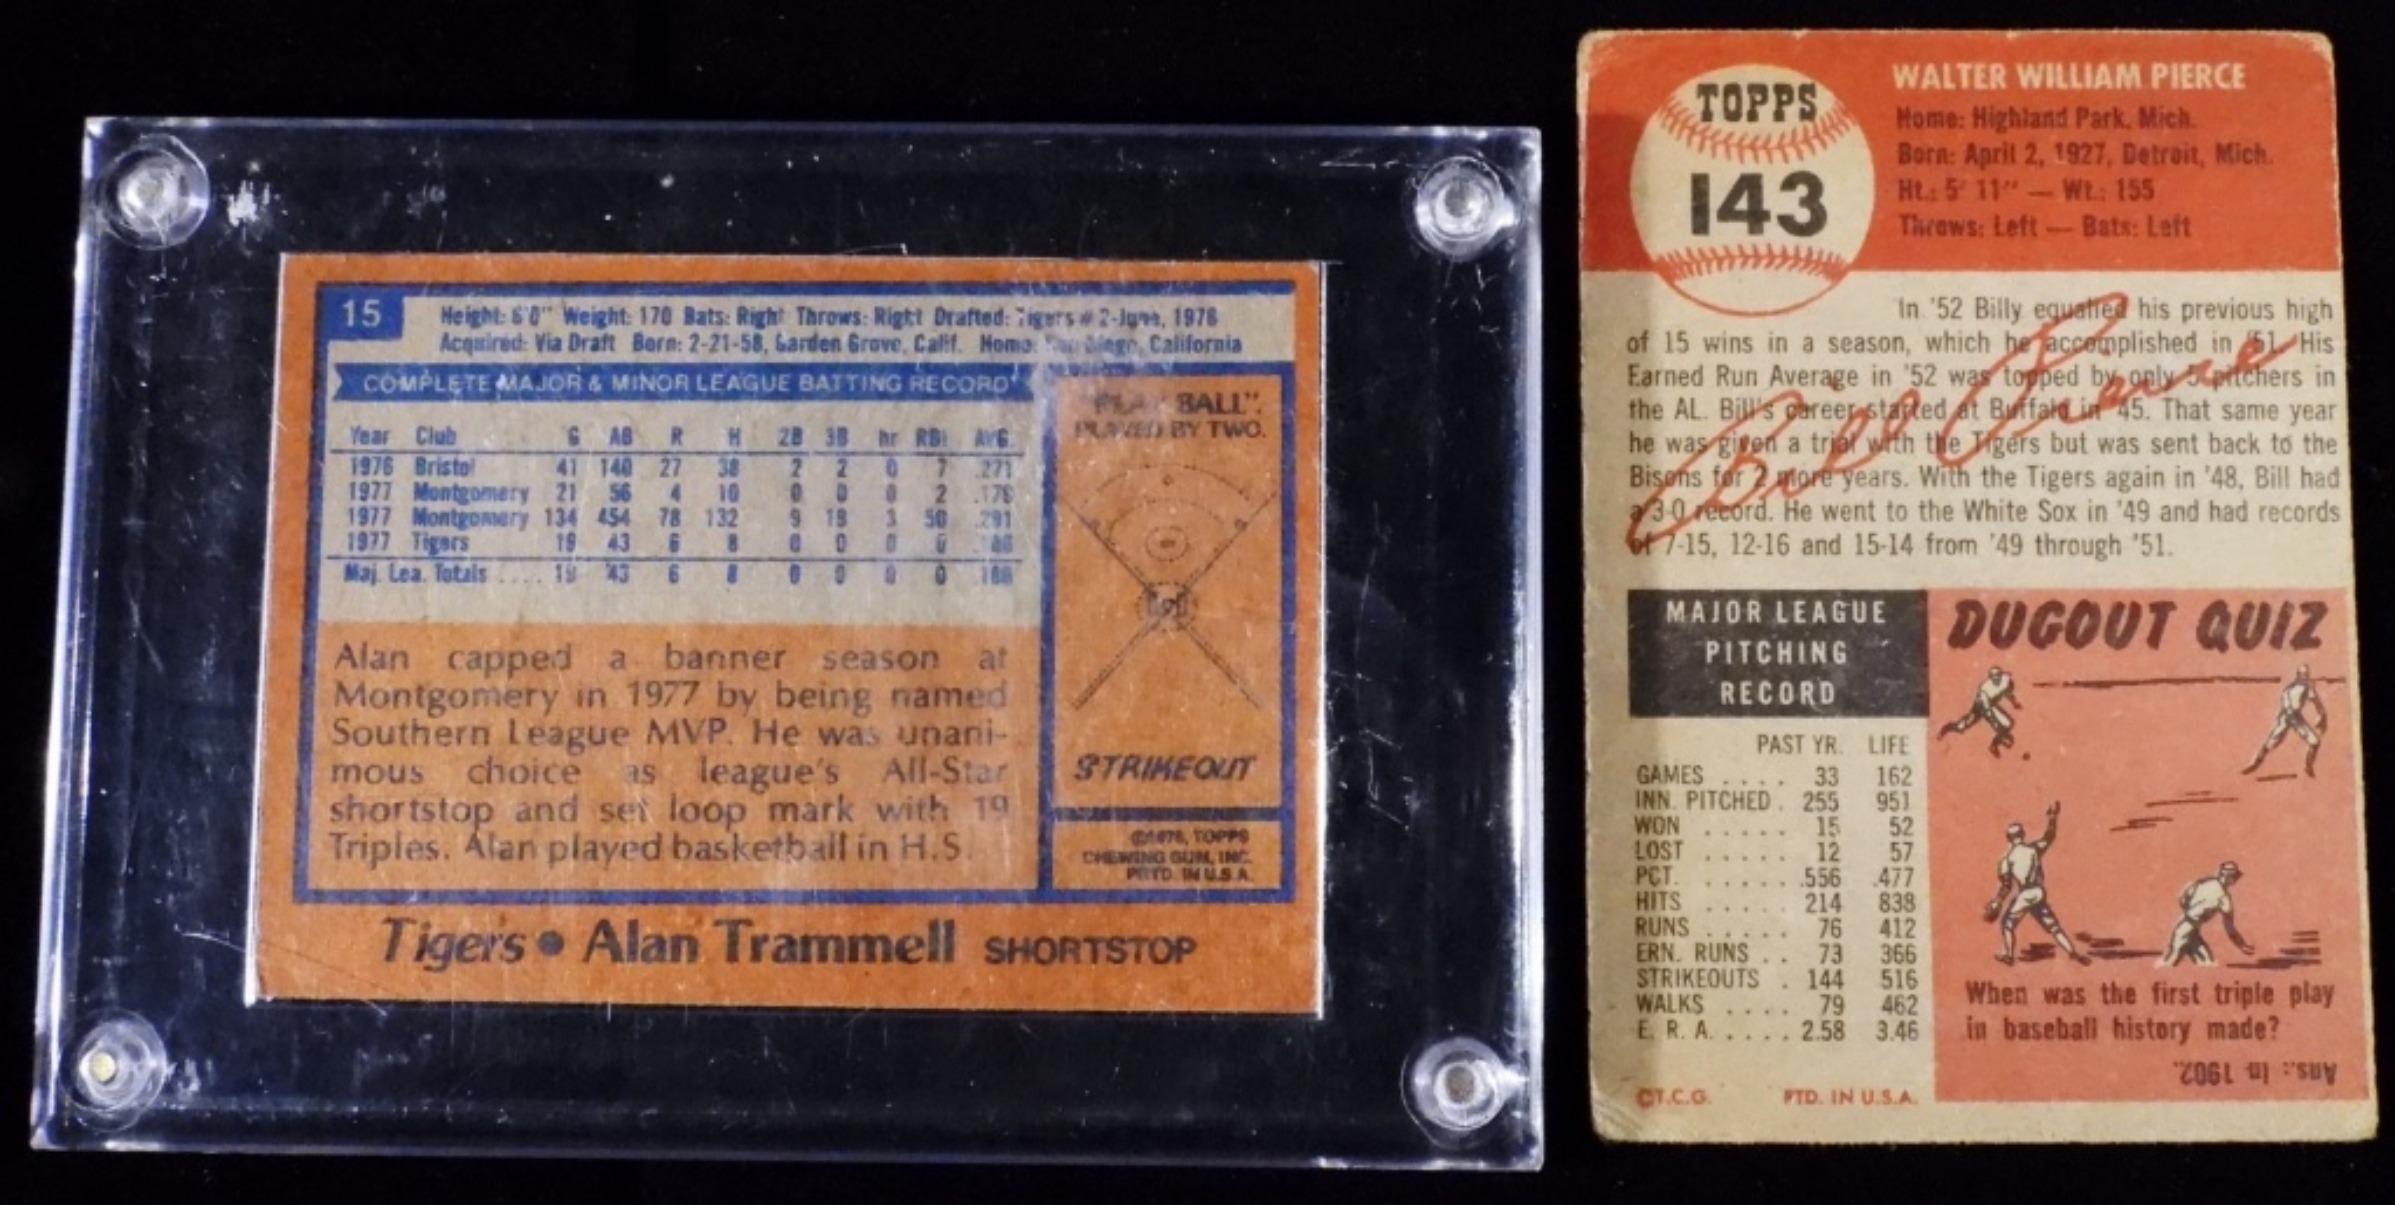 15
Height: 6'0" Weight: 170 Bats: Right Throws: Right Drafted: Tigers #2-June, 1976
Acquired: Via Draft Born: 2-21-58, Garden Grove, Calif. Home: San Diego, California
COMPLETE MAJOR & MINOR LEAGUE BATTING RECORD
Year Club G AB R H 2B 3B hr RBI AVG.
1976 Bristol 41 140 27 38 2 2 0 7 .271
1977 Montgomery 21 56 4 10 0 0 0 2 .179
1977 Montgomery 134 454 78 132 9 19 3 50 .291
1977 Tigers 19 43 6 8 0 0 0 0 .186
Maj. Lea. Totals .... 19 43 6 8 0 0 0 0 .186
"PLAY BALL".
PLAYED BY TWO.
STRIKEOUT
©1978, TOPPS
CHEWING GUM, INC.
PRTD. IN U.S.A.
Alan capped a banner season at
Montgomery in 1977 by being named
Southern League MVP. He was unani-
mous choice as league's All-Star
shortstop and set loop mark with 19
Triples. Alan played basketball in H.S.
Tigers • Alan Trammell SHORTSTOP
TOPPS
143
WALTER WILLIAM PIERCE
Home: Highland Park, Mich.
Born: April 2, 1927, Detroit, Mich.
Ht.: 5' 11" — Wt.: 155
Throws: Left — Bats: Left
In '52 Billy equalled his previous high
of 15 wins in a season, which he accomplished in '51. His
Earned Run Average in '52 was topped by only 5 pitchers in
the AL. Bill's career started at Buffalo in '45. That same year
he was given a trial with the Tigers but was sent back to the
Bisons for 2 more years. With the Tigers again in '48, Bill had
a 3-0 record. He went to the White Sox in '49 and had records
of 7-15, 12-16 and 15-14 from '49 through '51.
Bill Pierce
MAJOR LEAGUE
PITCHING
RECORD
PAST YR. LIFE
GAMES .... 33 162
INN. PITCHED . 255 951
WON ..... 15 52
LOST ..... 12 57
PCT. ...... .556 .477
HITS ..... 214 838
RUNS ..... 76 412
ERN. RUNS .. 73 366
STRIKEOUTS . 144 516
WALKS .... 79 462
E. R. A. .... 2.58 3.46
©T.C.G. PTD. IN U.S.A.
DUGOUT QUIZ
When was the first triple play
in baseball history made?
Ans.: In 1902.